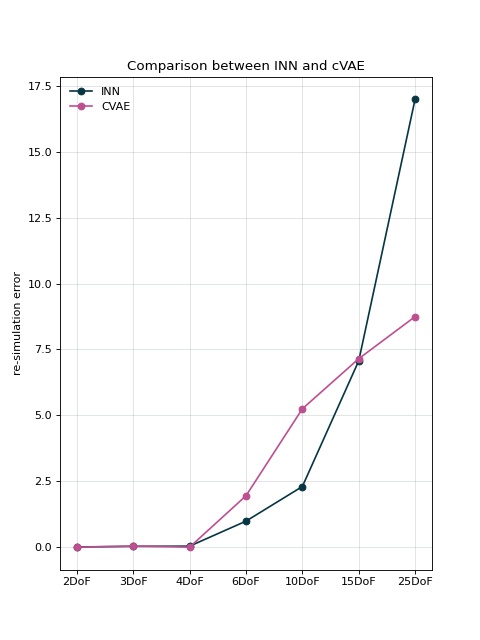 Comparison between INN and cVAE
INN
CVAE
re-simulation error
17.5
15.0
12.5
10.0
7.5
5.0
2.5
0.0
2DoF 3DoF 4DoF 6DoF 10DoF 15DoF 25DoF